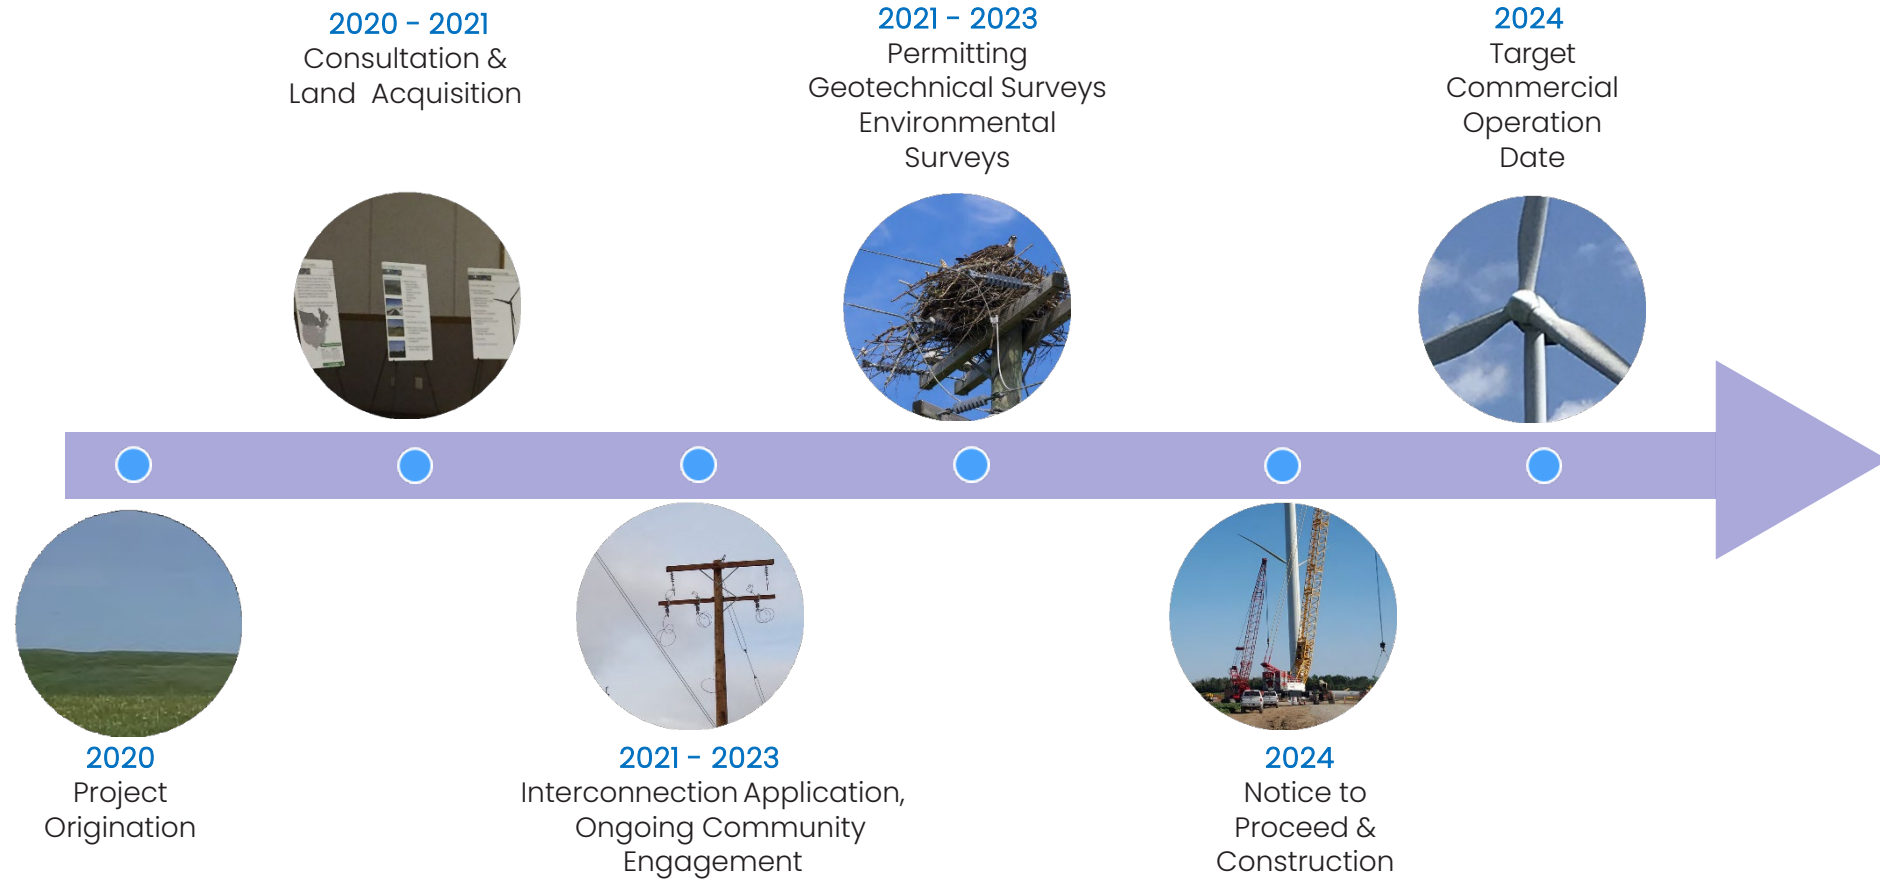 2020 - 2021
Consultation &
Land Acquisition
2021 - 2023
Permitting
Geotechnical Surveys
Environmental
Surveys
2024
Target
Commercial
Operation
Date
2020
Project
Origination
2021 - 2023
Interconnection Application,
Ongoing Community
Engagement
2024
Notice to
Proceed &
Construction